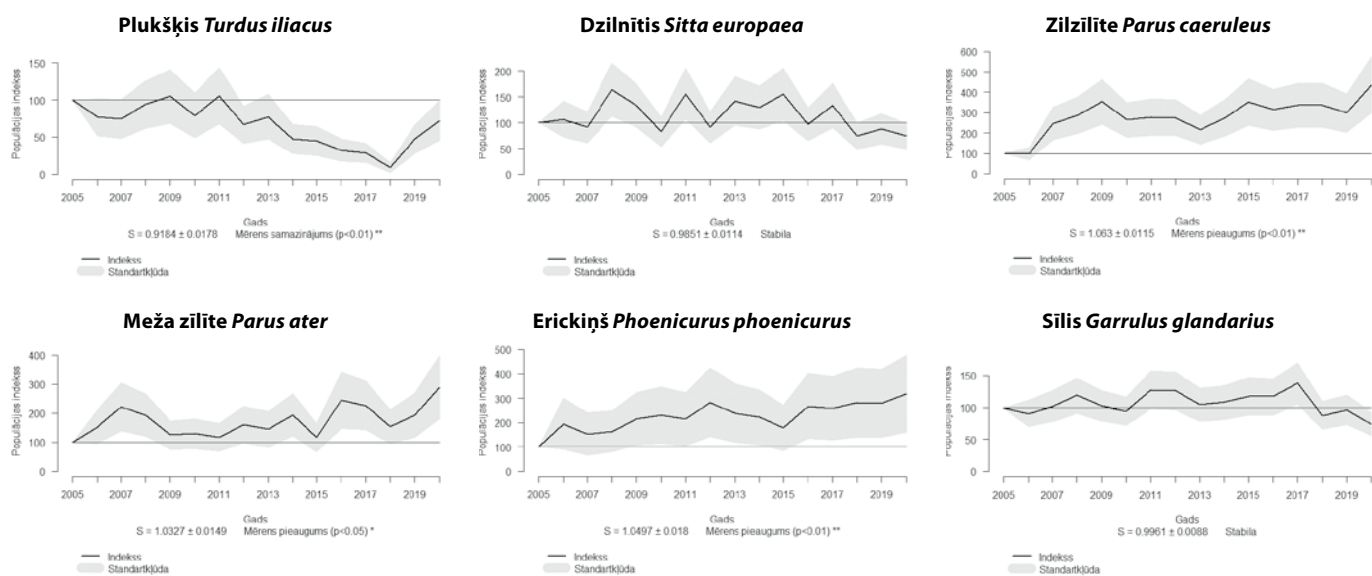 Plukšķis Turdus iliacus
Populācijas indekss
150
100
50
0
2005 2007 2009 2011 2013 2015 2017 2019
Gads
S = 0.9184 ± 0.0178 Mērens samazinājums (p<0.01) **
Indekss
Standartkļūda
Dzilnītis Sitta europaea
Populācijas indekss
200
150
100
50
0
2005 2007 2009 2011 2013 2015 2017 2019
Gads
S = 0.9851 ± 0.0114 Stabila
Indekss
Standartkļūda
Zilzīlīte Parus caeruleus
Populācijas indekss
600
500
400
300
200
100
0
2005 2007 2009 2011 2013 2015 2017 2019
Gads
S = 1.063 ± 0.0115 Mērens pieaugums (p<0.01) **
Indekss
Standartkļūda
Meža zīlīte Parus ater
Populācijas indekss
400
300
200
100
0
2005 2007 2009 2011 2013 2015 2017 2019
Gads
S = 1.0327 ± 0.0149 Mērens pieaugums (p<0.05) *
Indekss
Standartkļūda
Erickiņš Phoenicurus phoenicurus
Populācijas indekss
500
400
300
200
100
0
2005 2007 2009 2011 2013 2015 2017 2019
Gads
S = 1.0497 ± 0.018 Mērens pieaugums (p<0.01) **
Indekss
Standartkļūda
Sīlis Garrulus glandarius
Populācijas indekss
150
100
50
0
2005 2007 2009 2011 2013 2015 2017 2019
Gads
S = 0.9961 ± 0.0088 Stabila
Indekss
Standartkļūda